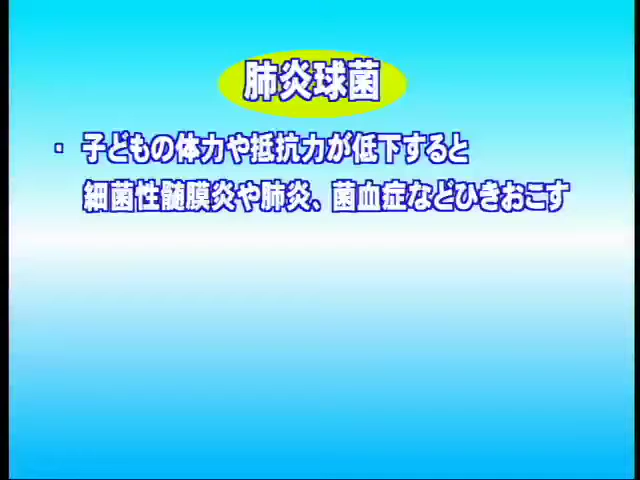 肺炎球菌
・ 子どもの体力や抵抗力が低下すると
細菌性髄膜炎や肺炎、菌血症などひきおこす